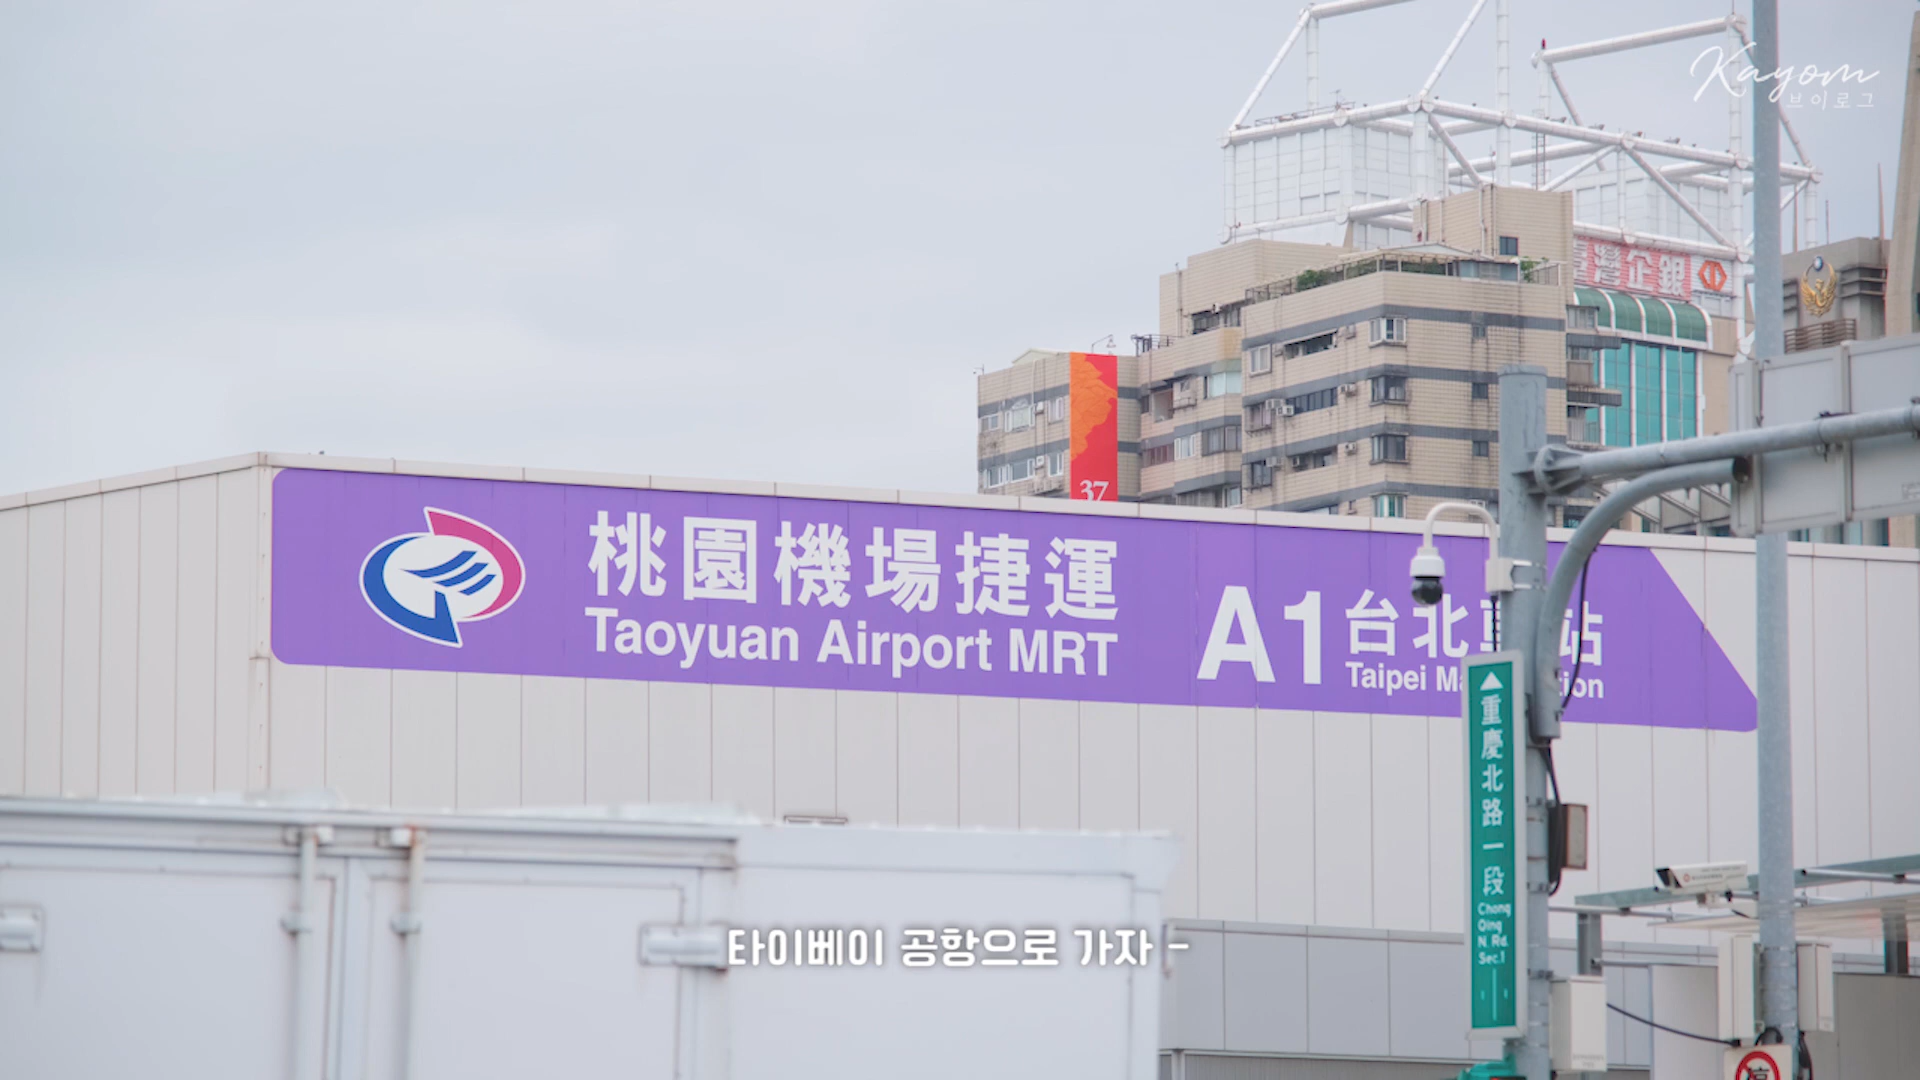 Kayom
브이로그
灣企銀
37
桃園機場捷運
Taoyuan Airport MRT
A1
台北 站
Taipei
重慶北路一段
Chong
Qing
N. Rd.
Sec.1
타이베이 공항으로 가자 -